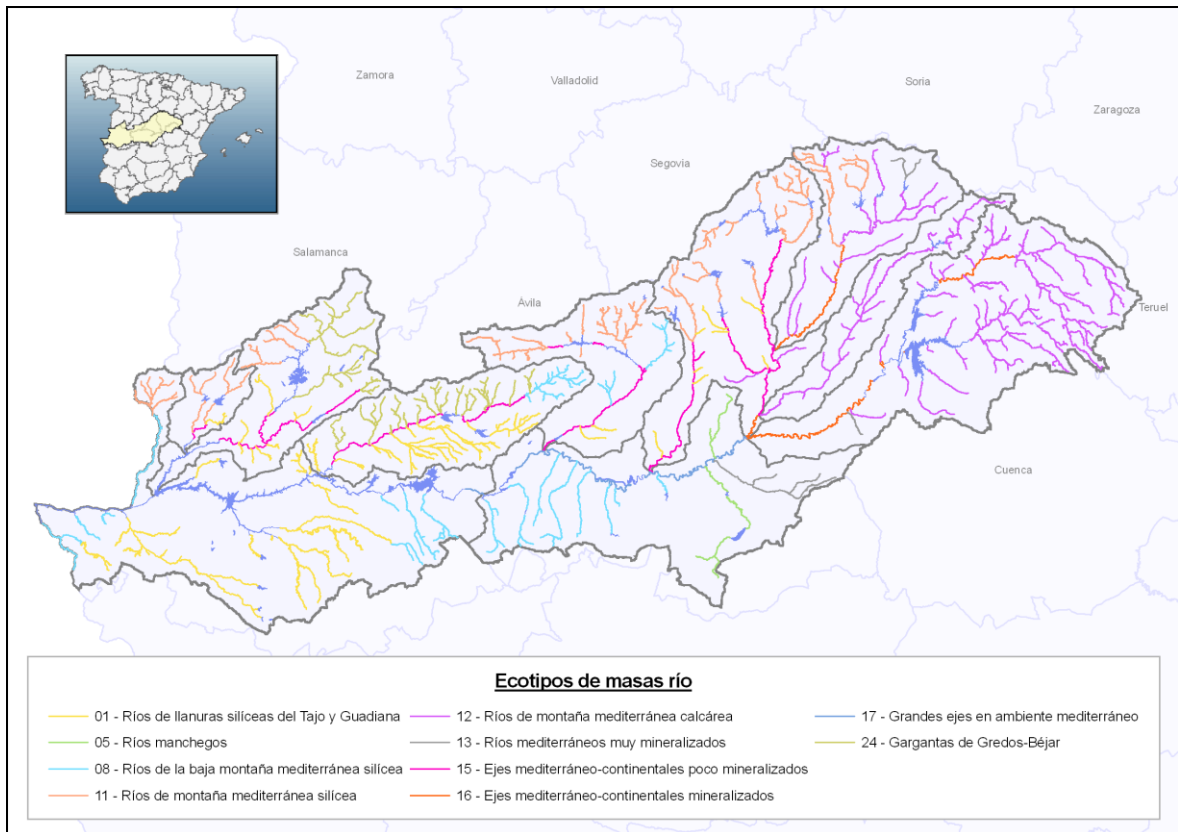 Zamora
Valladolid
Soria
Zaragoza
Segovia
Salamanca
Ávila
Teruel
Cuenca
Ecotipos de masas río
01 - Ríos de llanuras silíceas del Tajo y Guadiana
05 - Ríos manchegos
08 - Ríos de la baja montaña mediterránea silícea
11 - Ríos de montaña mediterránea silícea
12 - Ríos de montaña mediterránea calcárea
13 - Ríos mediterráneos muy mineralizados
15 - Ejes mediterráneo-continentales poco mineralizados
16 - Ejes mediterráneo-continentales mineralizados
17 - Grandes ejes en ambiente mediterráneo
24 - Gargantas de Gredos-Béjar